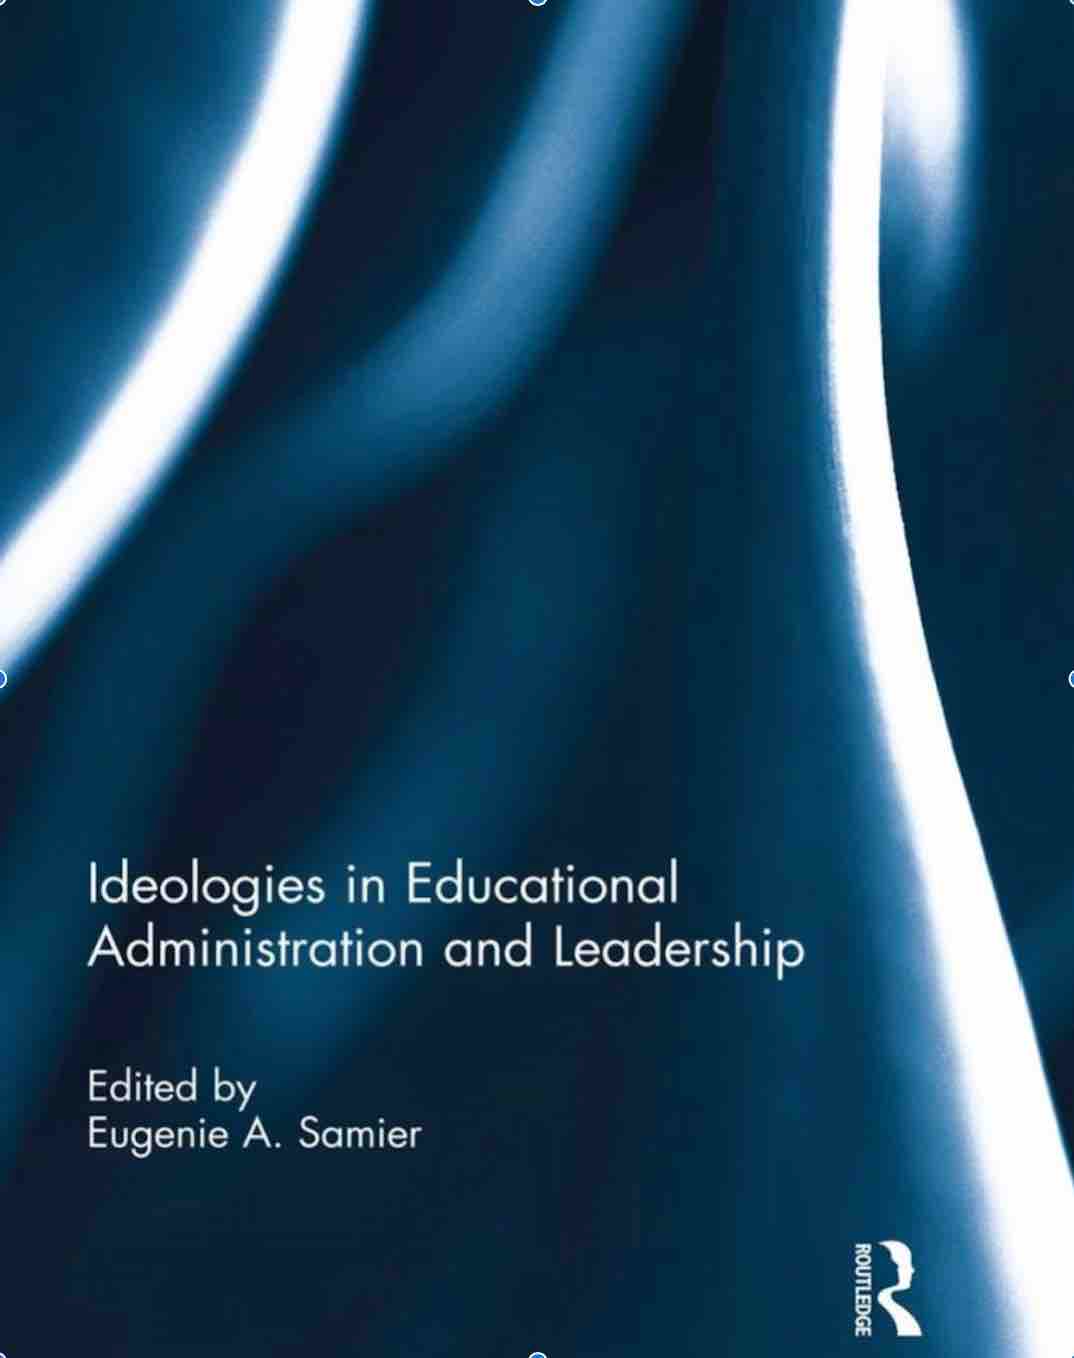 Ideologies in Educational
Administration and Leadership
Edited by
Eugenie A. Samier
ROUTLEDGE